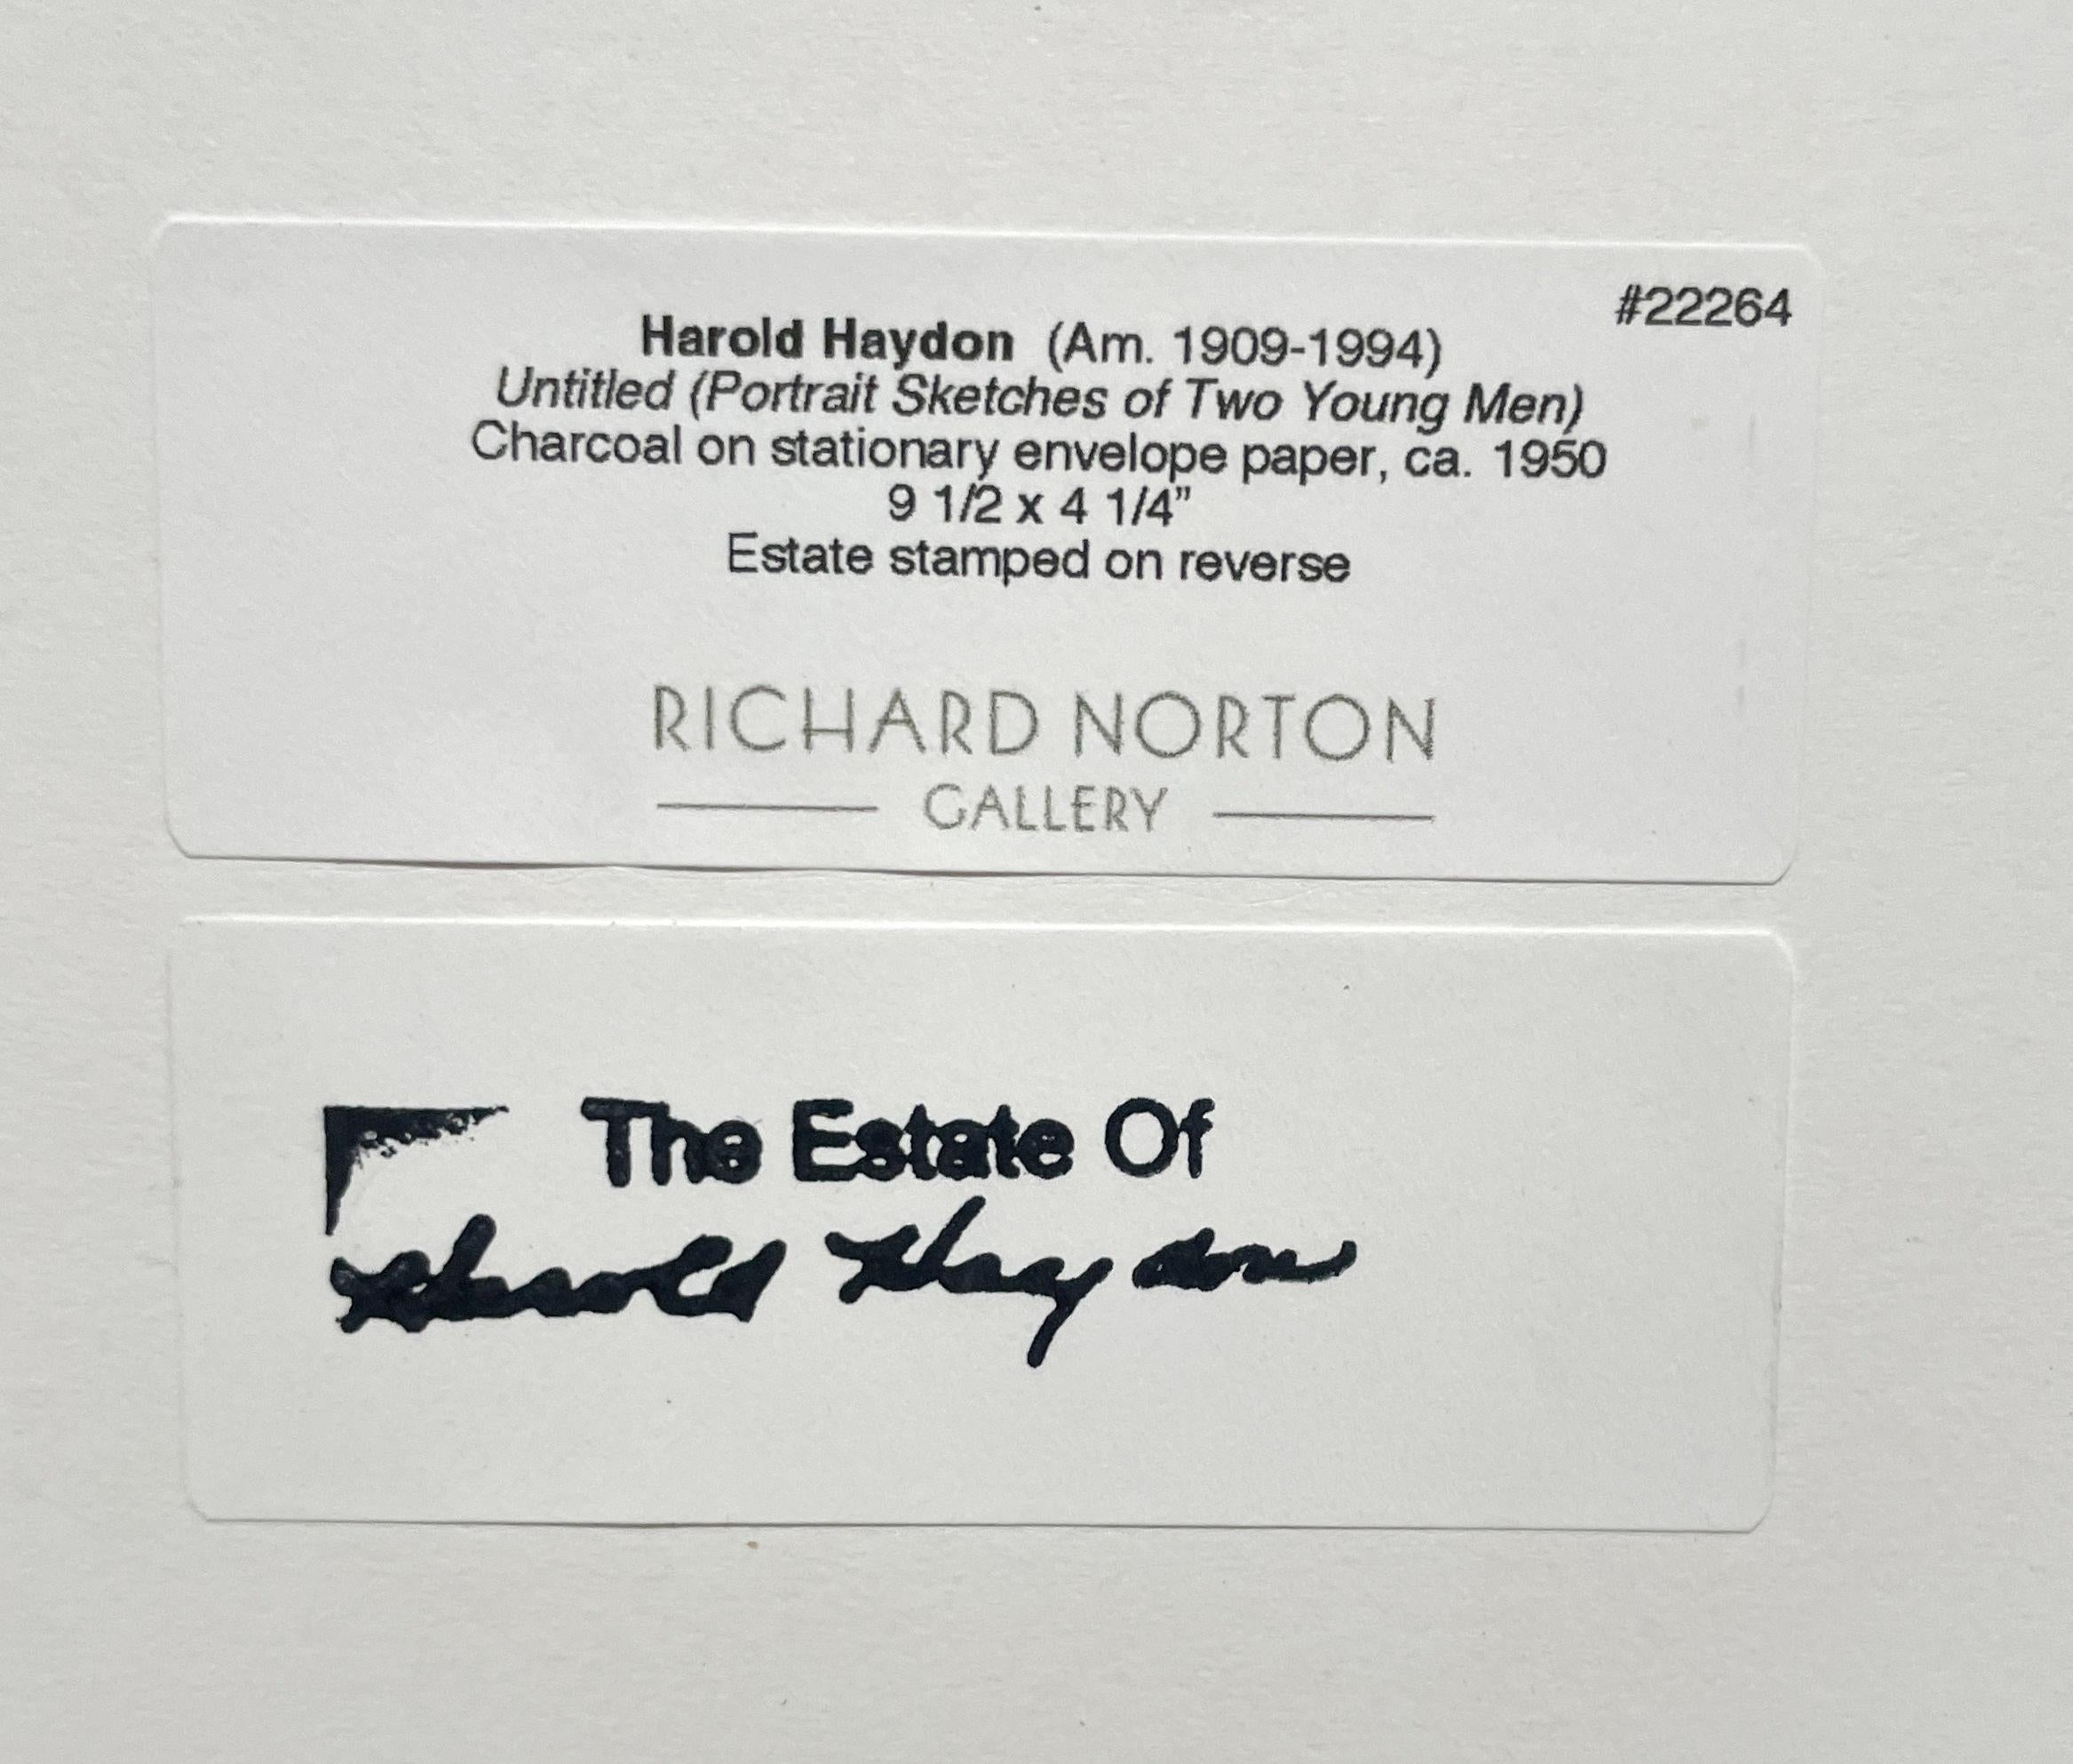 #22264
Harold Haydon (Am. 1909-1994)
Untitled (Portrait Sketches of Two Young Men)
Charcoal on stationary envelope paper, ca. 1950
9 1/2 x 4 1/4”
Estate stamped on reverse
RICHARD NORTON
GALLERY
The Estate Of
Harold Haydon